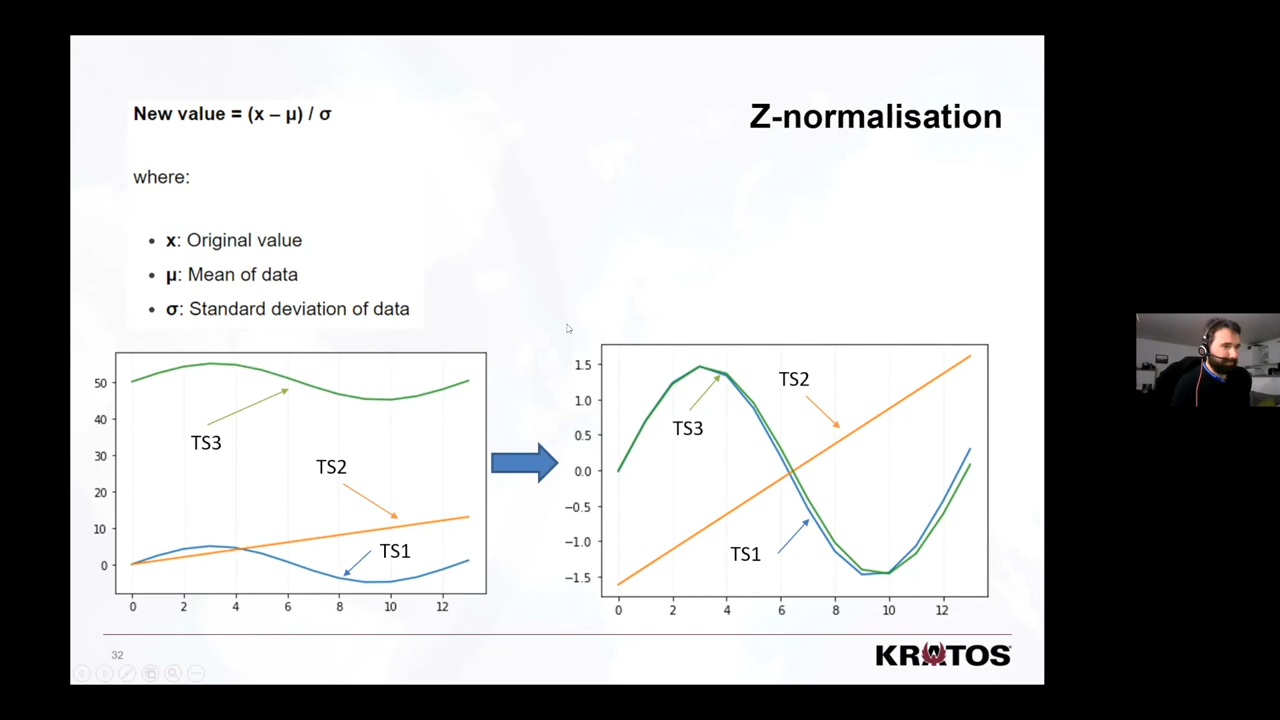 Z-normalisation
New value = (x – μ) / σ
where:
• x: Original value
• μ: Mean of data
• σ: Standard deviation of data
50
40
30
20
10
0
0 2 4 6 8 10 12
TS3
TS2
TS1
1.5
1.0
0.5
0.0
−0.5
−1.0
−1.5
0 2 4 6 8 10 12
TS2
TS3
TS1
32
KRATOS